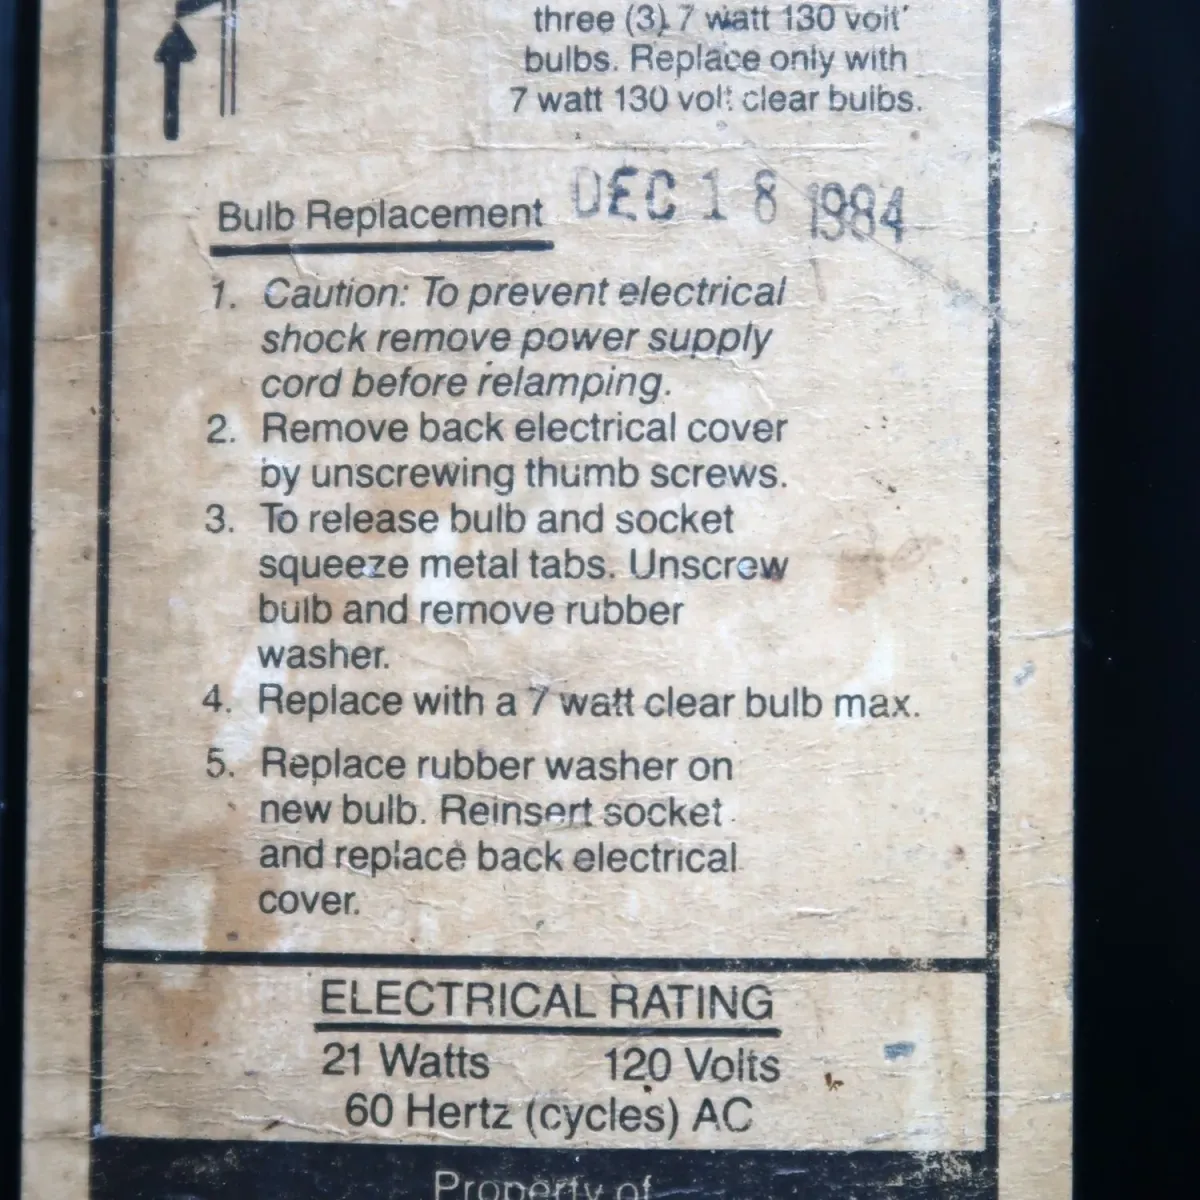 three (3) 7 watt 130 volt
bulbs. Replace only with
7 watt 130 volt clear bulbs.
Bulb Replacement DEC 18 1984
1. Caution: To prevent electrical
shock remove power supply
cord before relamping.
2. Remove back electrical cover
by unscrewing thumb screws.
3. To release bulb and socket
squeeze metal tabs. Unscrew
bulb and remove rubber
washer.
4. Replace with a 7 watt clear bulb max.
5. Replace rubber washer on
new bulb. Reinsert socket
and replace back electrical
cover.
ELECTRICAL RATING
21 Watts 120 Volts
60 Hertz (cycles) AC
Property of